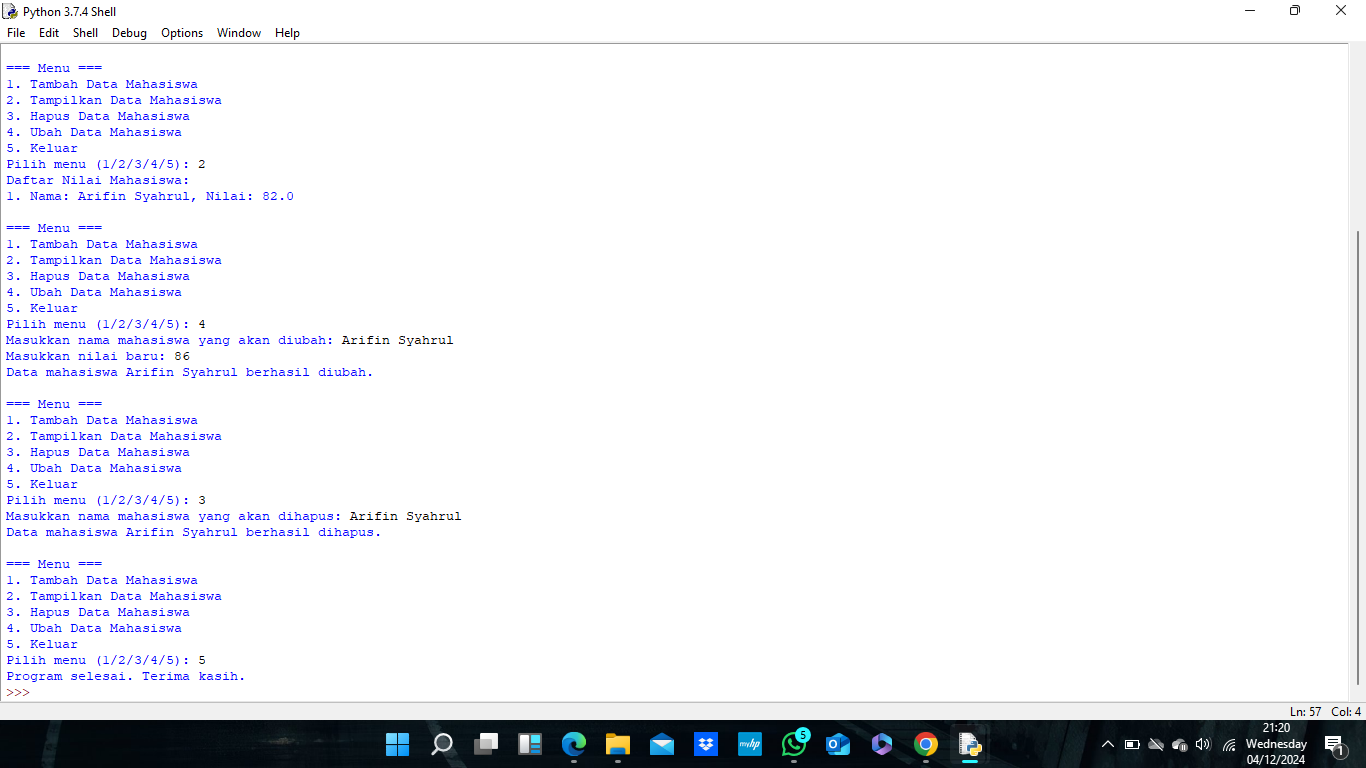 Python 3.7.4 Shell
File Edit Shell Debug Options Window Help
=== Menu ===
1. Tambah Data Mahasiswa
2. Tampilkan Data Mahasiswa
3. Hapus Data Mahasiswa
4. Ubah Data Mahasiswa
5. Keluar
Pilih menu (1/2/3/4/5): 2
Daftar Nilai Mahasiswa:
1. Nama: Arifin Syahrul, Nilai: 82.0
=== Menu ===
1. Tambah Data Mahasiswa
2. Tampilkan Data Mahasiswa
3. Hapus Data Mahasiswa
4. Ubah Data Mahasiswa
5. Keluar
Pilih menu (1/2/3/4/5): 4
Masukkan nama mahasiswa yang akan diubah: Arifin Syahrul
Masukkan nilai baru: 86
Data mahasiswa Arifin Syahrul berhasil diubah.
=== Menu ===
1. Tambah Data Mahasiswa
2. Tampilkan Data Mahasiswa
3. Hapus Data Mahasiswa
4. Ubah Data Mahasiswa
5. Keluar
Pilih menu (1/2/3/4/5): 3
Masukkan nama mahasiswa yang akan dihapus: Arifin Syahrul
Data mahasiswa Arifin Syahrul berhasil dihapus.
=== Menu ===
1. Tambah Data Mahasiswa
2. Tampilkan Data Mahasiswa
3. Hapus Data Mahasiswa
4. Ubah Data Mahasiswa
5. Keluar
Pilih menu (1/2/3/4/5): 5
Program selesai. Terima kasih.
>>>
Ln: 57 Col: 4
myhp
5
21:20
Wednesday
04/12/2024
1